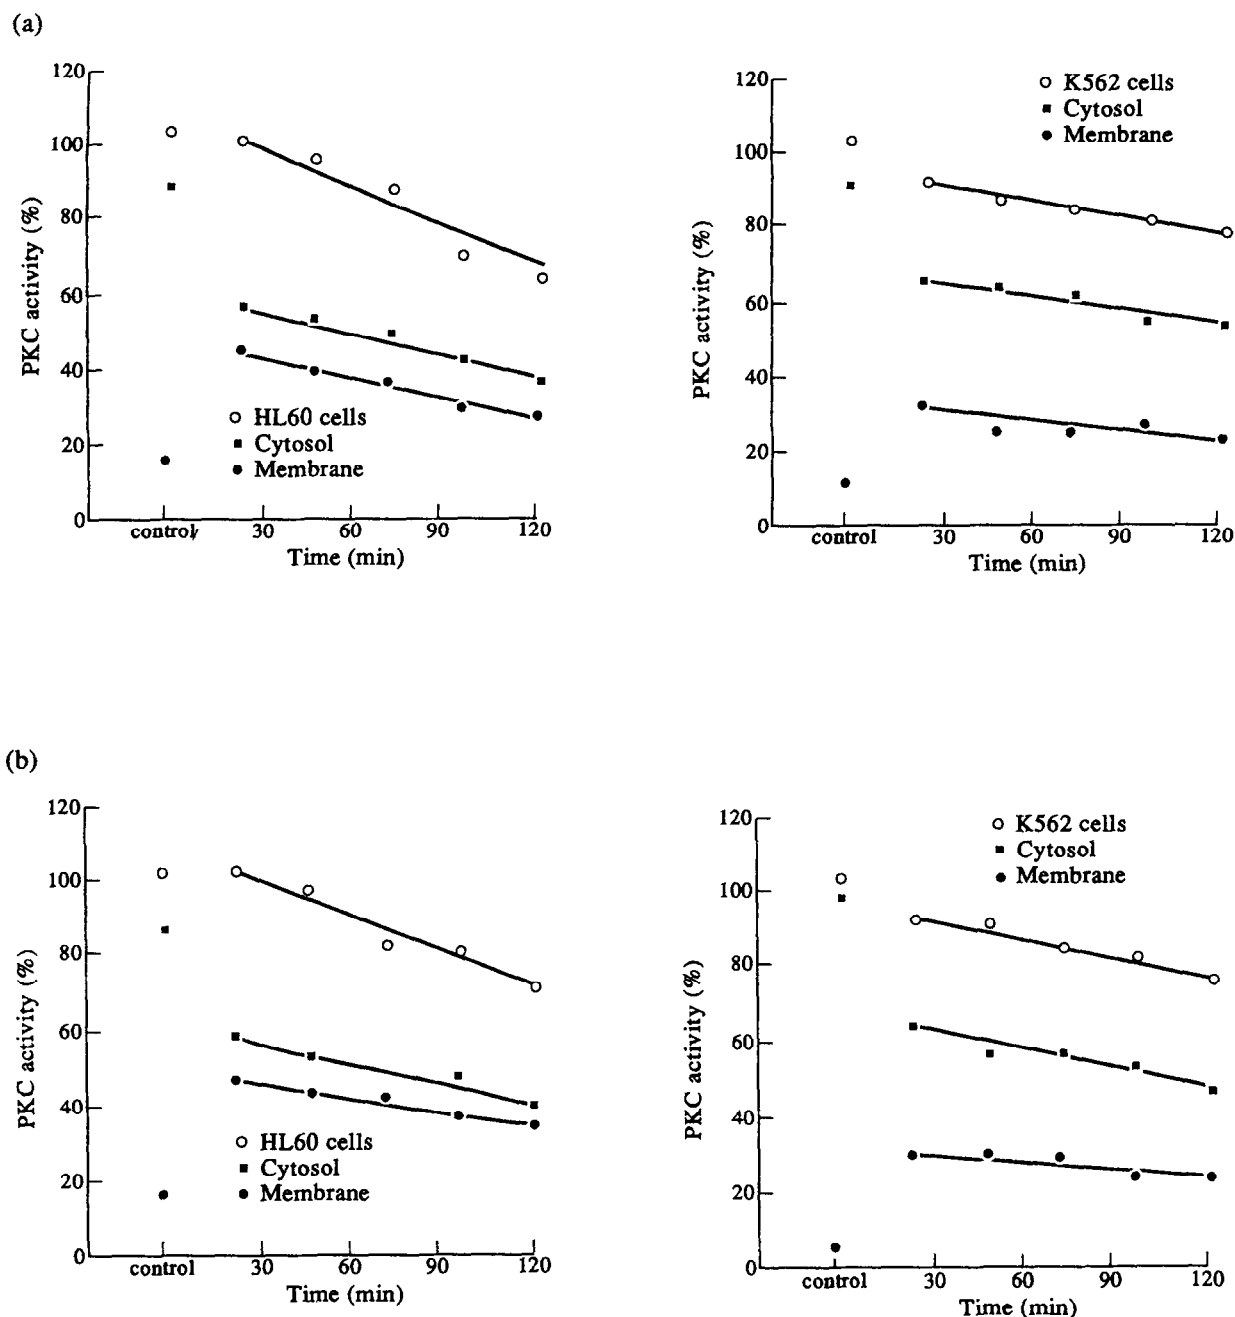 (a)
120
100
80
60
40
20
0
PKC activity (%)
HL60 cells
Cytosol
Membrane
control 30 60 90 120
Time (min)
120
100
80
60
40
20
0
PKC activity (%)
K562 cells
Cytosol
Membrane
control 30 60 90 120
Time (min)
(b)
120
100
80
60
40
20
0
PKC activity (%)
HL60 cells
Cytosol
Membrane
control 30 60 90 120
Time (min)
120
100
80
60
40
20
0
PKC activity (%)
K562 cells
Cytosol
Membrane
control 30 60 90 120
Time (min)